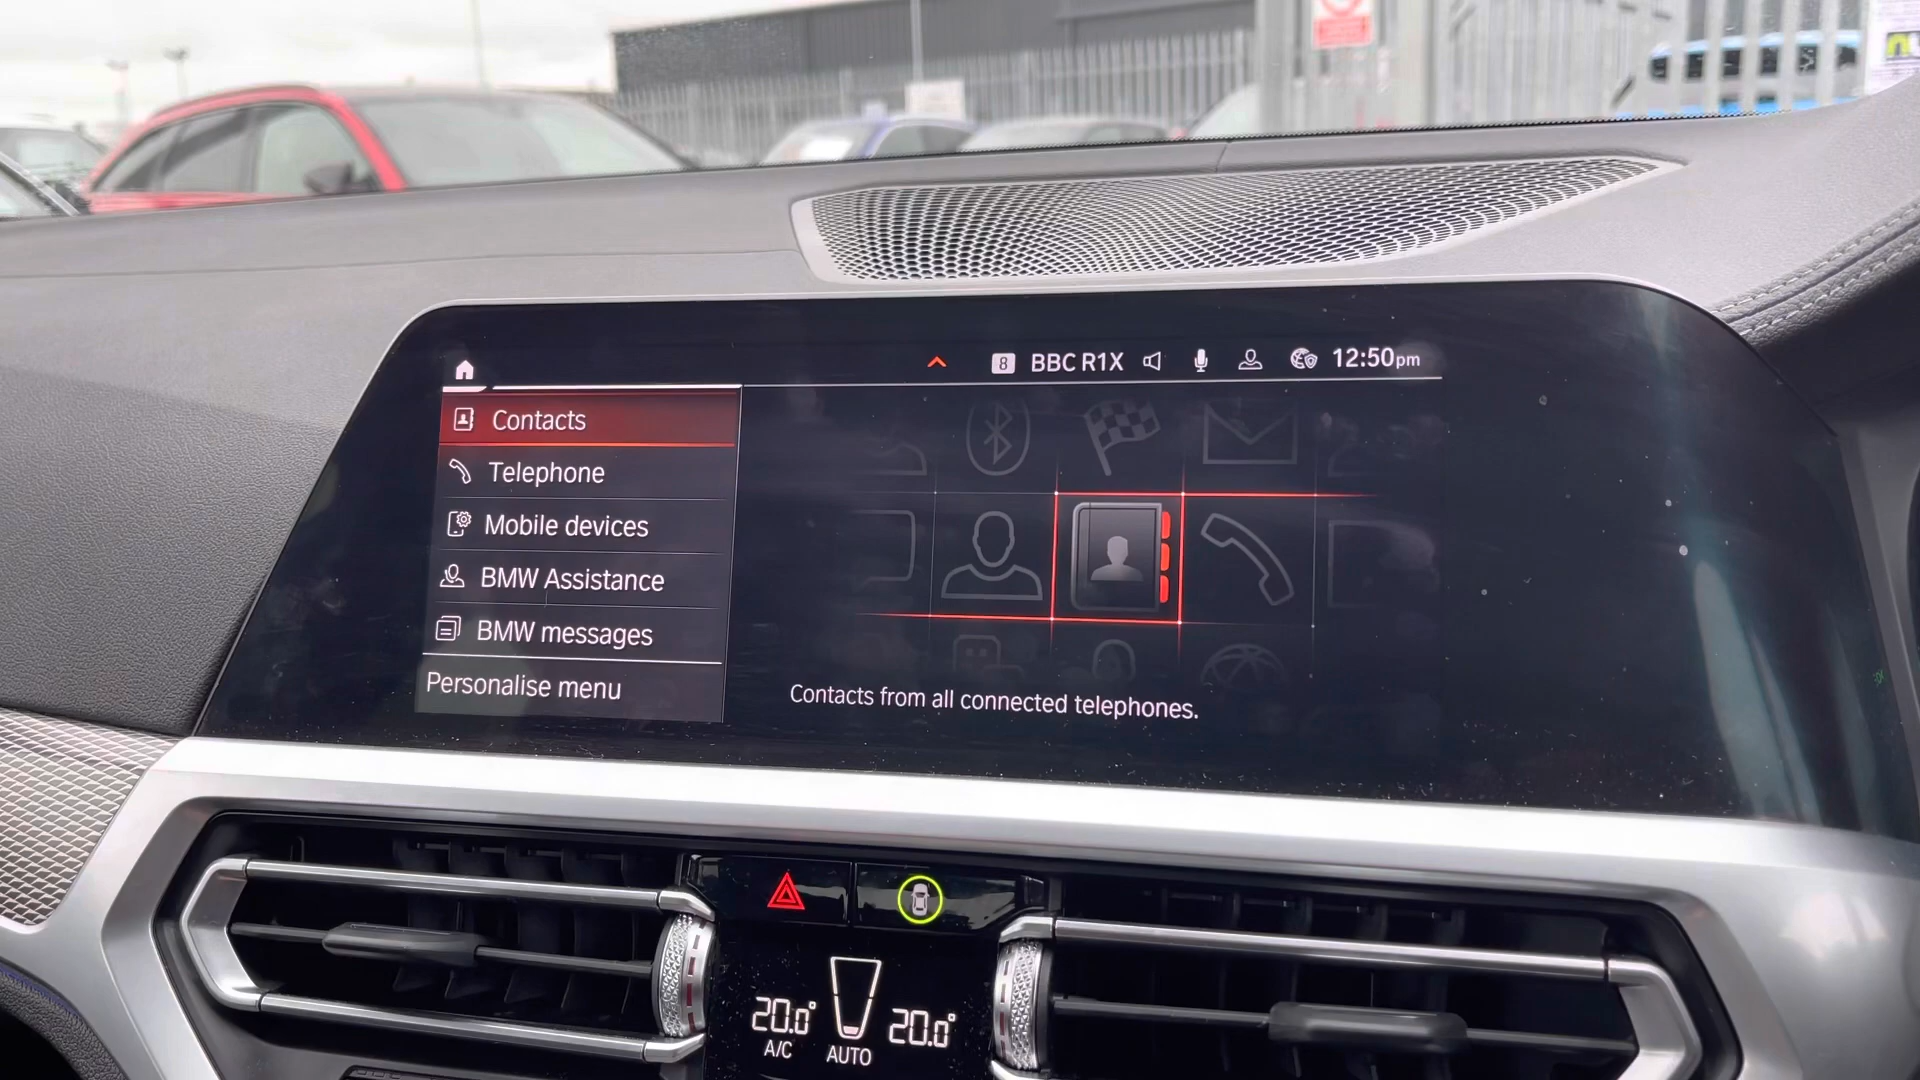 8 BBC R1X 12:50pm
Contacts
Telephone
Mobile devices
BMW Assistance
BMW messages
Personalise menu
Contacts from all connected telephones.
20.0° 20.0°
A/C AUTO